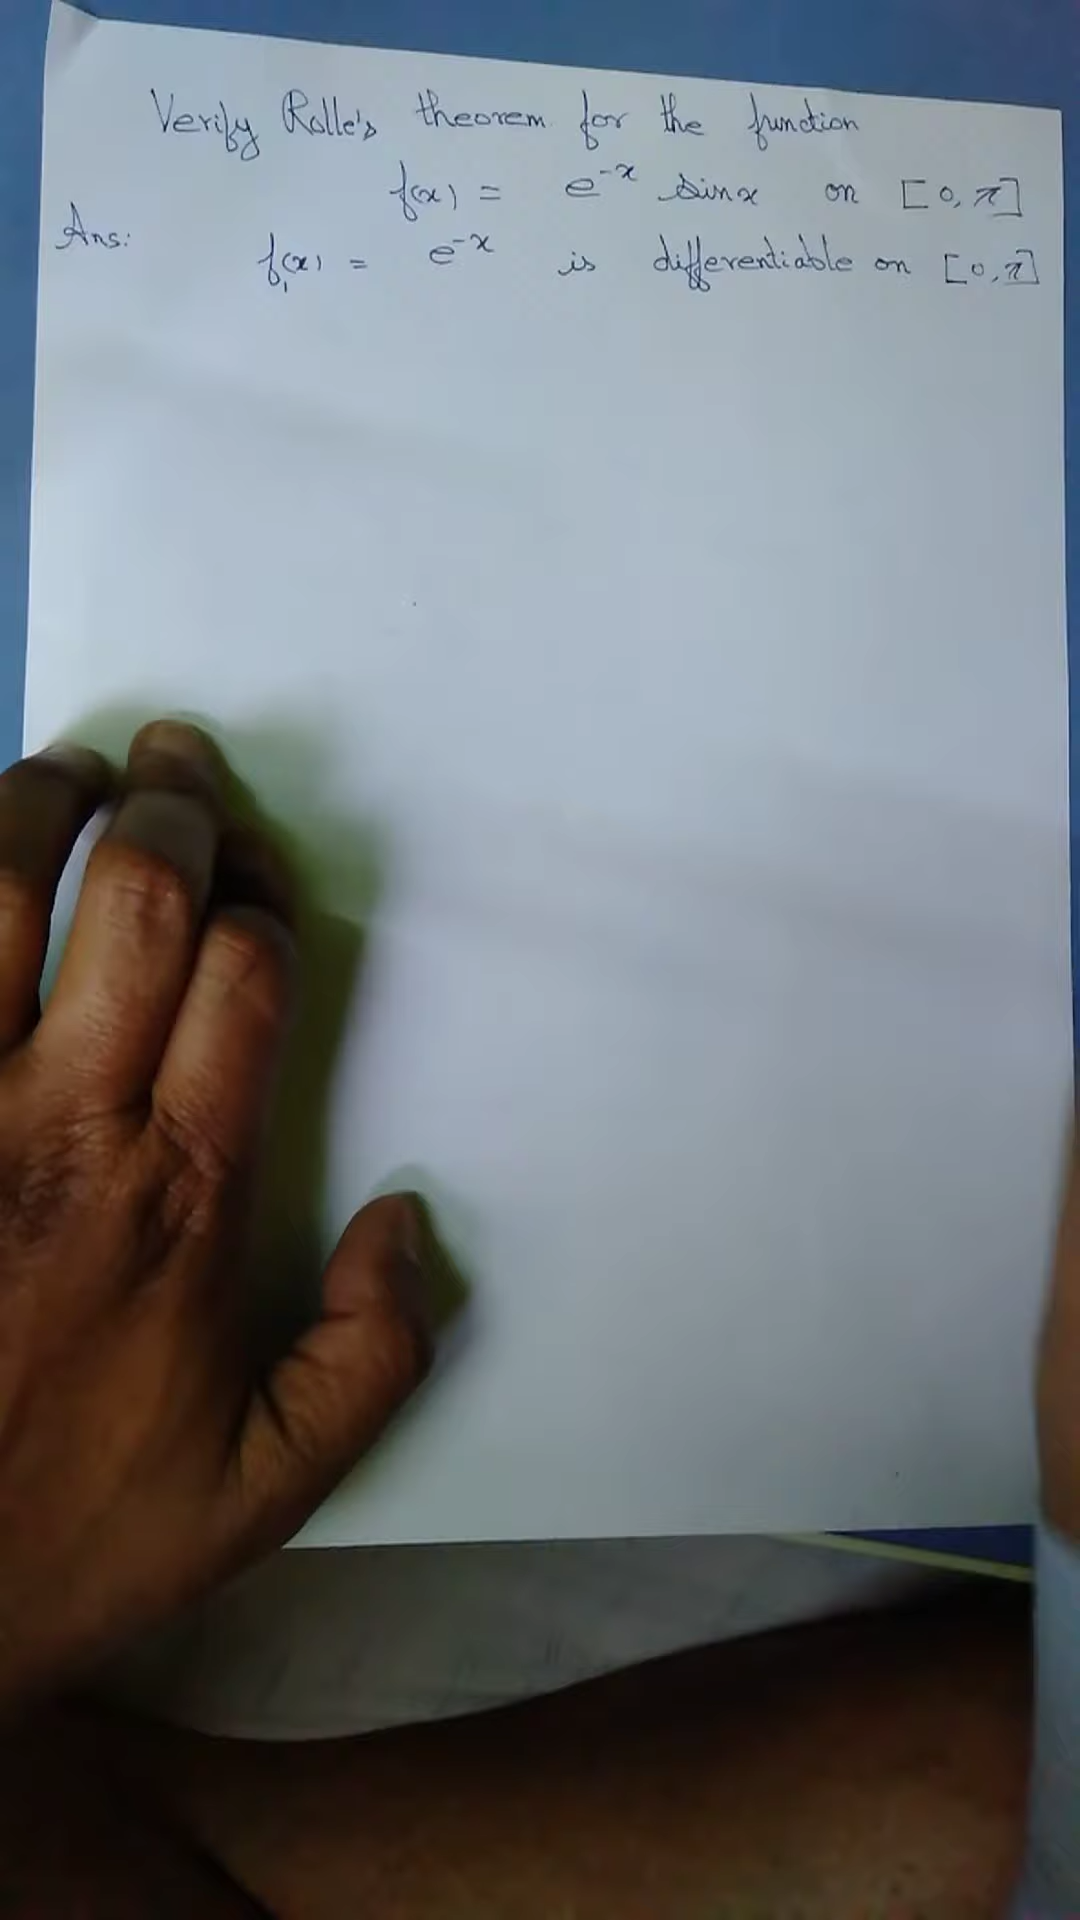 Verify Rolle's theorem for the function
f(x) = e^-x sinx on [0, π]
Ans:
f₁(x) = e^-x is differentiable on [0, π]